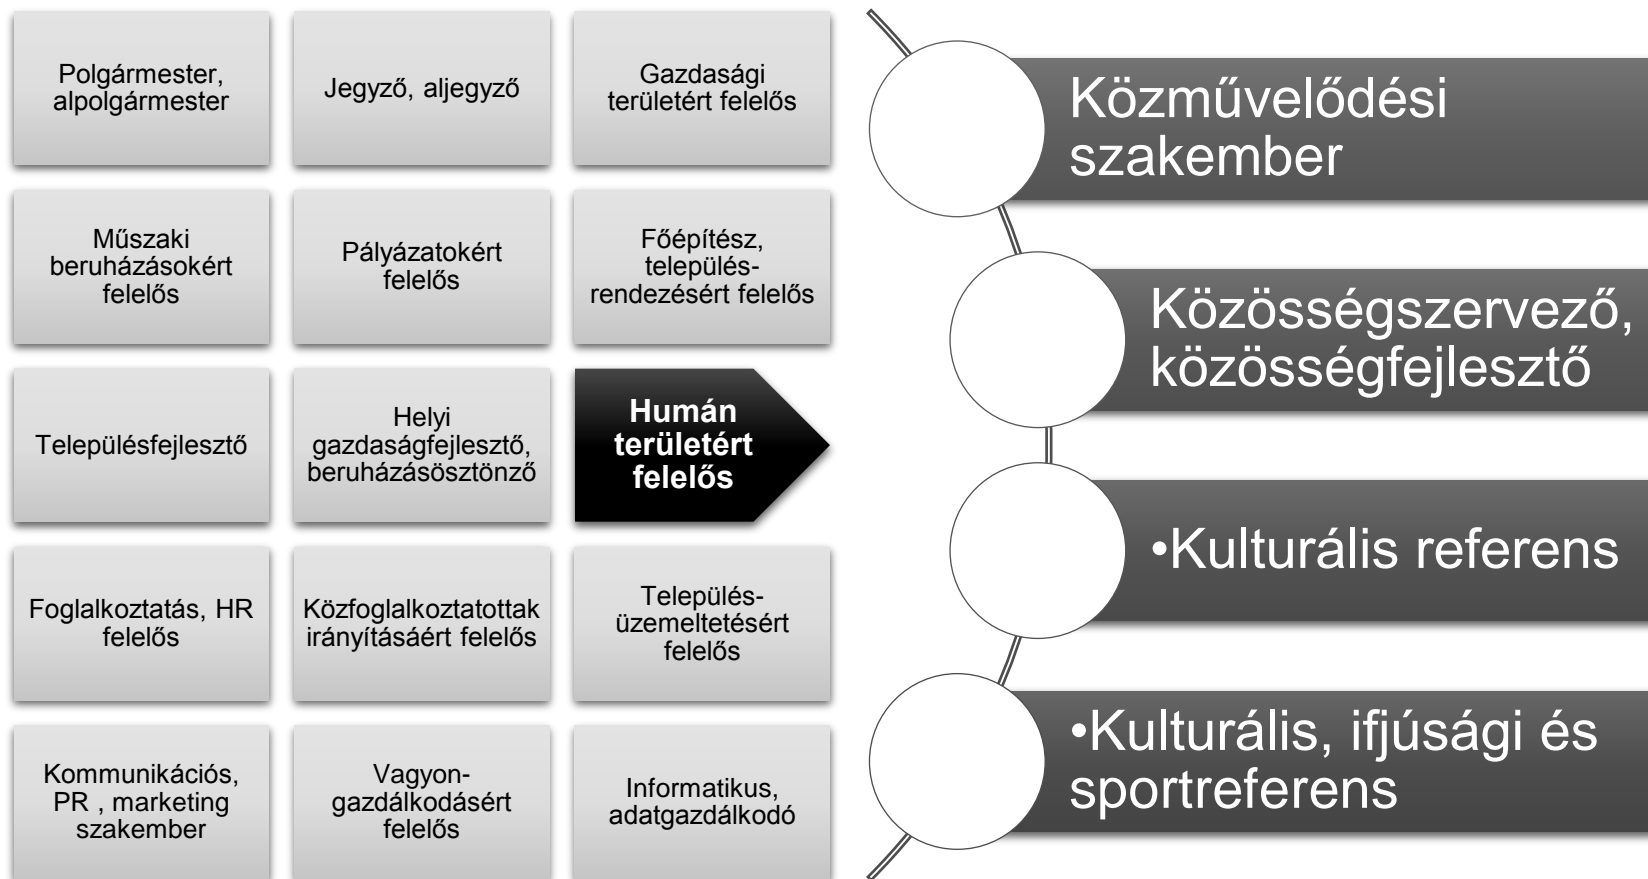 Polgármester,
alpolgármester
Jegyző, aljegyző
Gazdasági
területért felelős
Műszaki
beruházásokért
felelős
Pályázatokért
felelős
Főépítész,
település-
rendezésért felelős
Településfejlesztő
Helyi
gazdaságfejlesztő,
beruházásösztönző
Humán
területért
felelős
Foglalkoztatás, HR
felelős
Közfoglalkoztatottak
irányításáért felelős
Település-
üzemeltetésért
felelős
Kommunikációs,
PR , marketing
szakember
Vagyon-
gazdálkodásért
felelős
Informatikus,
adatgazdálkodó
Közművelődési
szakember
Közösségszervező,
közösségfejlesztő
•Kulturális referens
•Kulturális, ifjúsági és
sportreferens